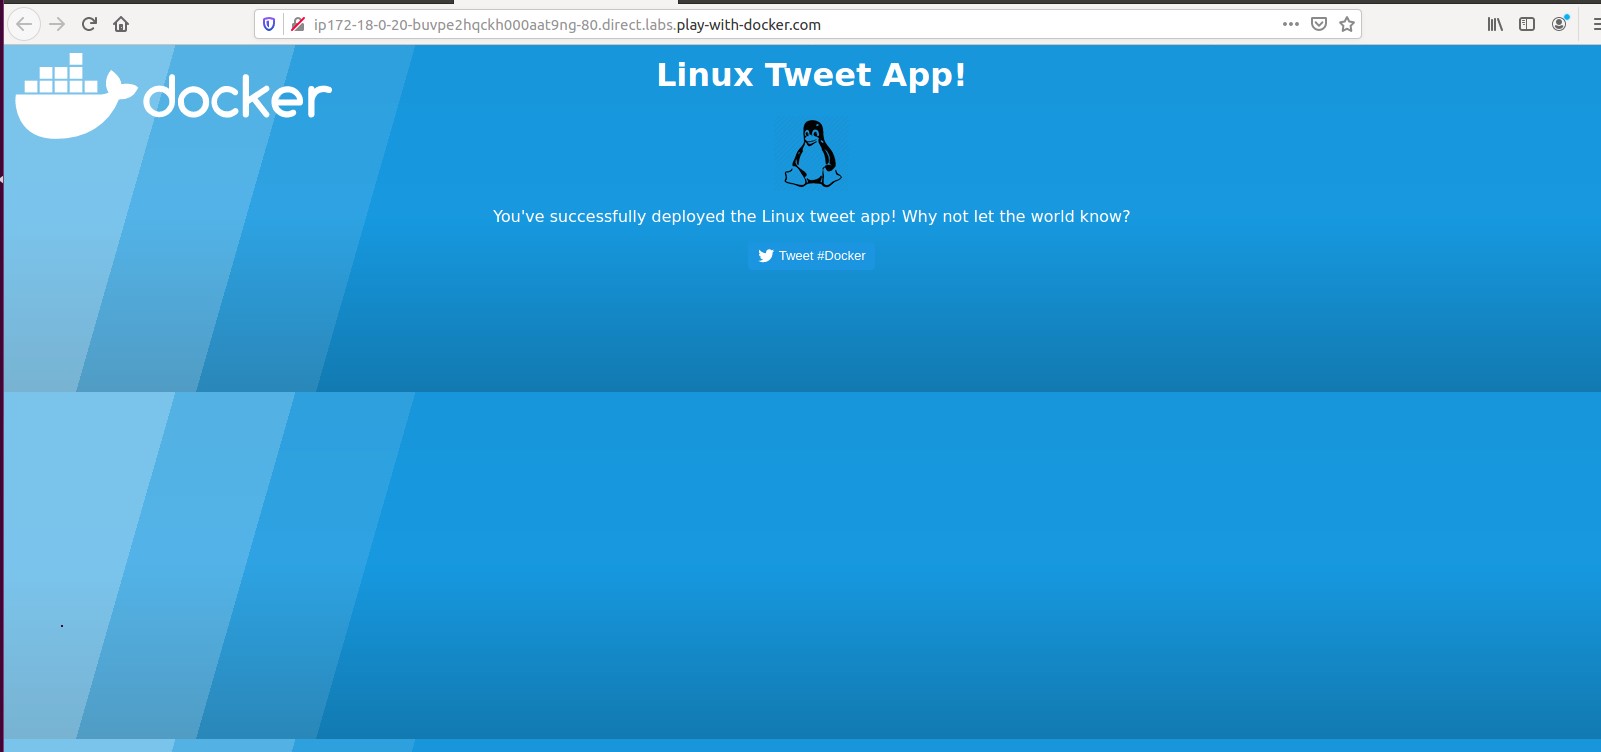 ip172-18-0-20-buvpe2hqckh000aat9ng-80.direct.labs.play-with-docker.com
docker
Linux Tweet App!
You've successfully deployed the Linux tweet app! Why not let the world know?
Tweet #Docker